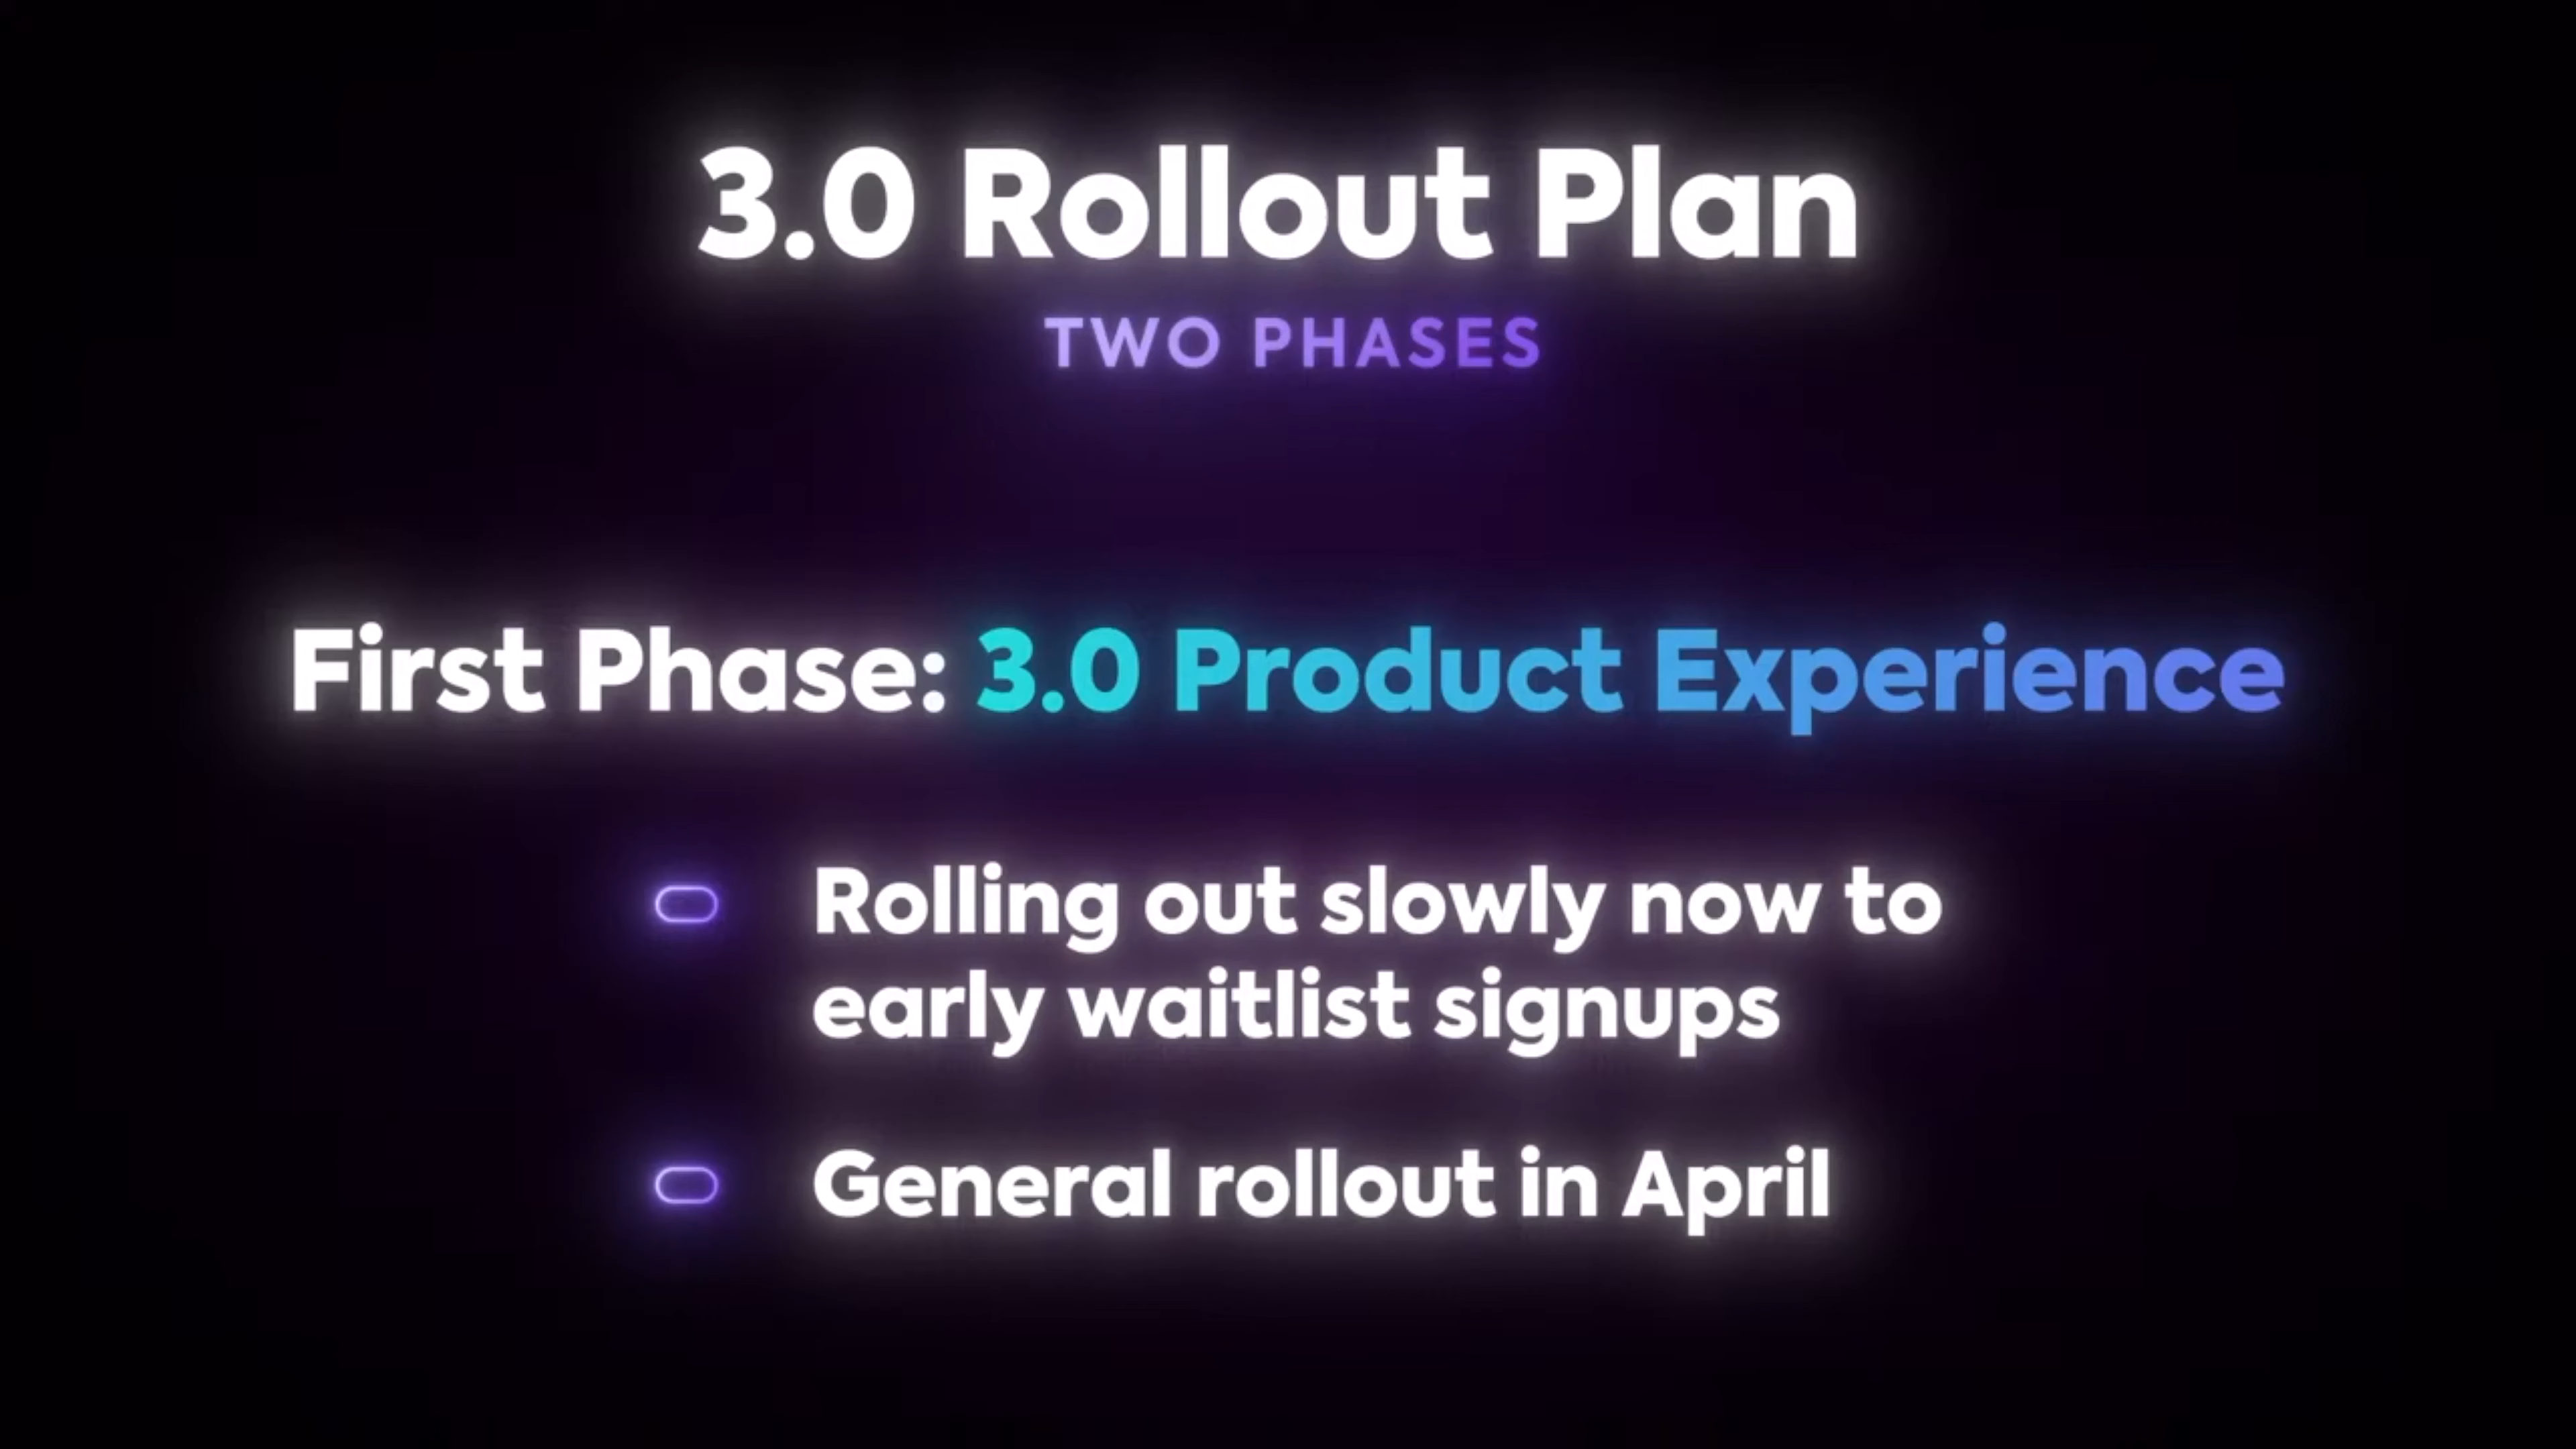 3.0 Rollout Plan
TWO PHASES
First Phase: 3.0 Product Experience
Rolling out slowly now to
early waitlist signups
General rollout in April